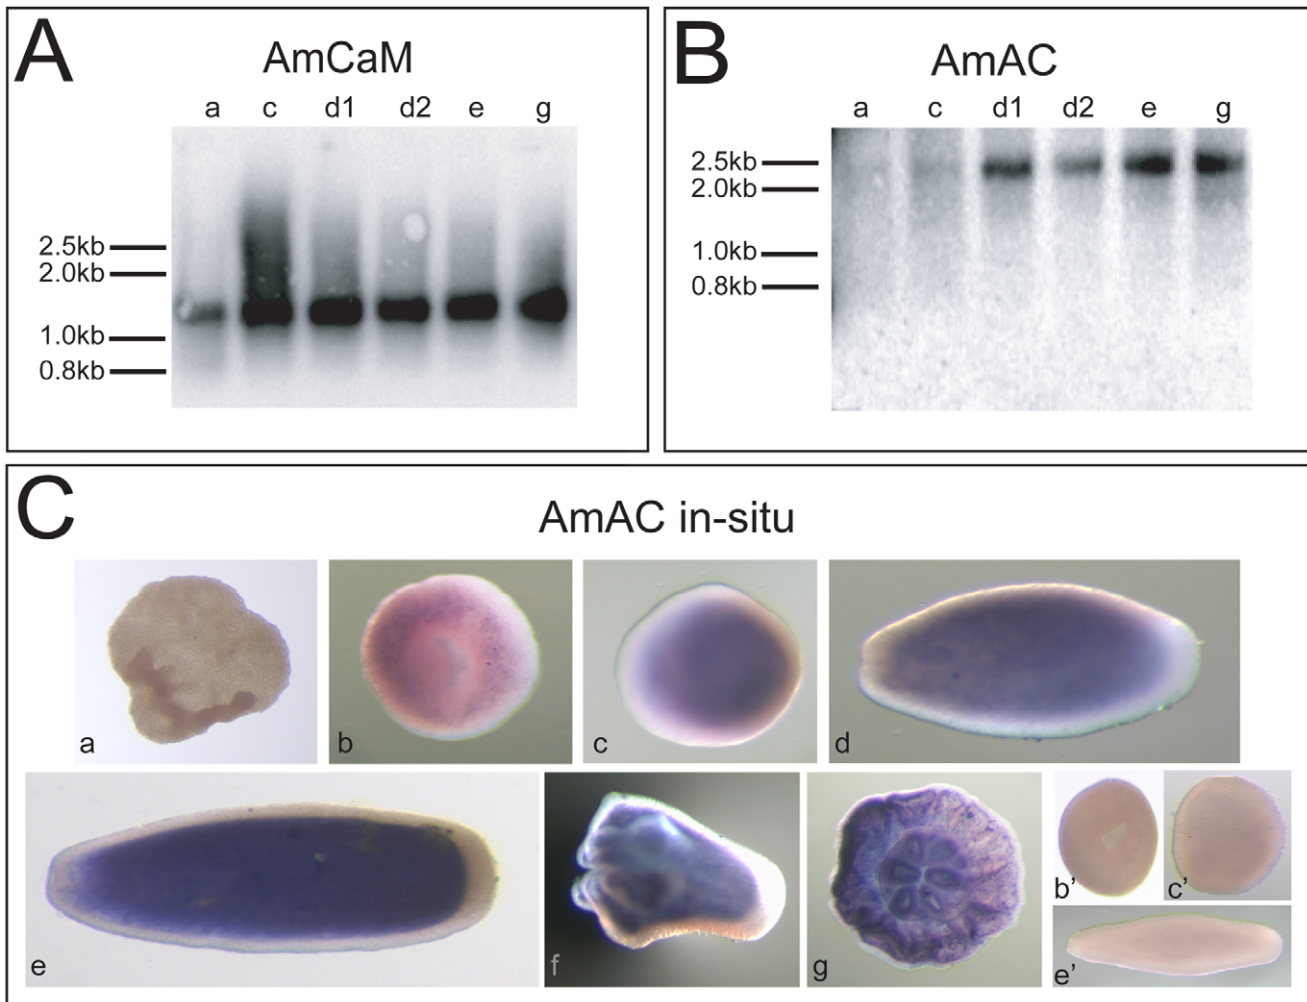 A
AmCaM
a c d1 d2 e g
2.5kb
2.0kb
1.0kb
0.8kb
B
AmAC
a c d1 d2 e g
2.5kb
2.0kb
1.0kb
0.8kb
C
AmAC in-situ
a
b
c
d
e
f
g
b’
c’
e’